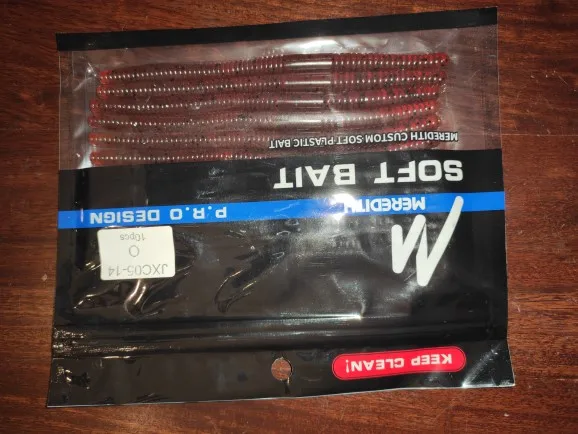 KEEP CLEAN!
MEREDITH
P.R.O DESIGN
SOFT BAIT
MEREDITH CUSTOM SOFT PLASTIC BAIT
JXC05-14
O
10pcs